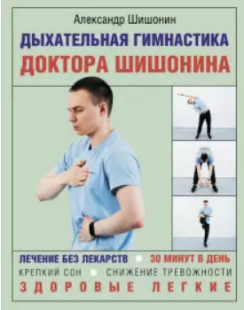 Александр Шишонин
ДЫХАТЕЛЬНАЯ ГИМНАСТИКА
ДОКТОРА ШИШОНИНА
ЛЕЧЕНИЕ БЕЗ ЛЕКАРСТВ • 30 МИНУТ В ДЕНЬ
КРЕПКИЙ СОН • СНИЖЕНИЕ ТРЕВОЖНОСТИ
ЗДОРОВЫЕ ЛЕГКИЕ